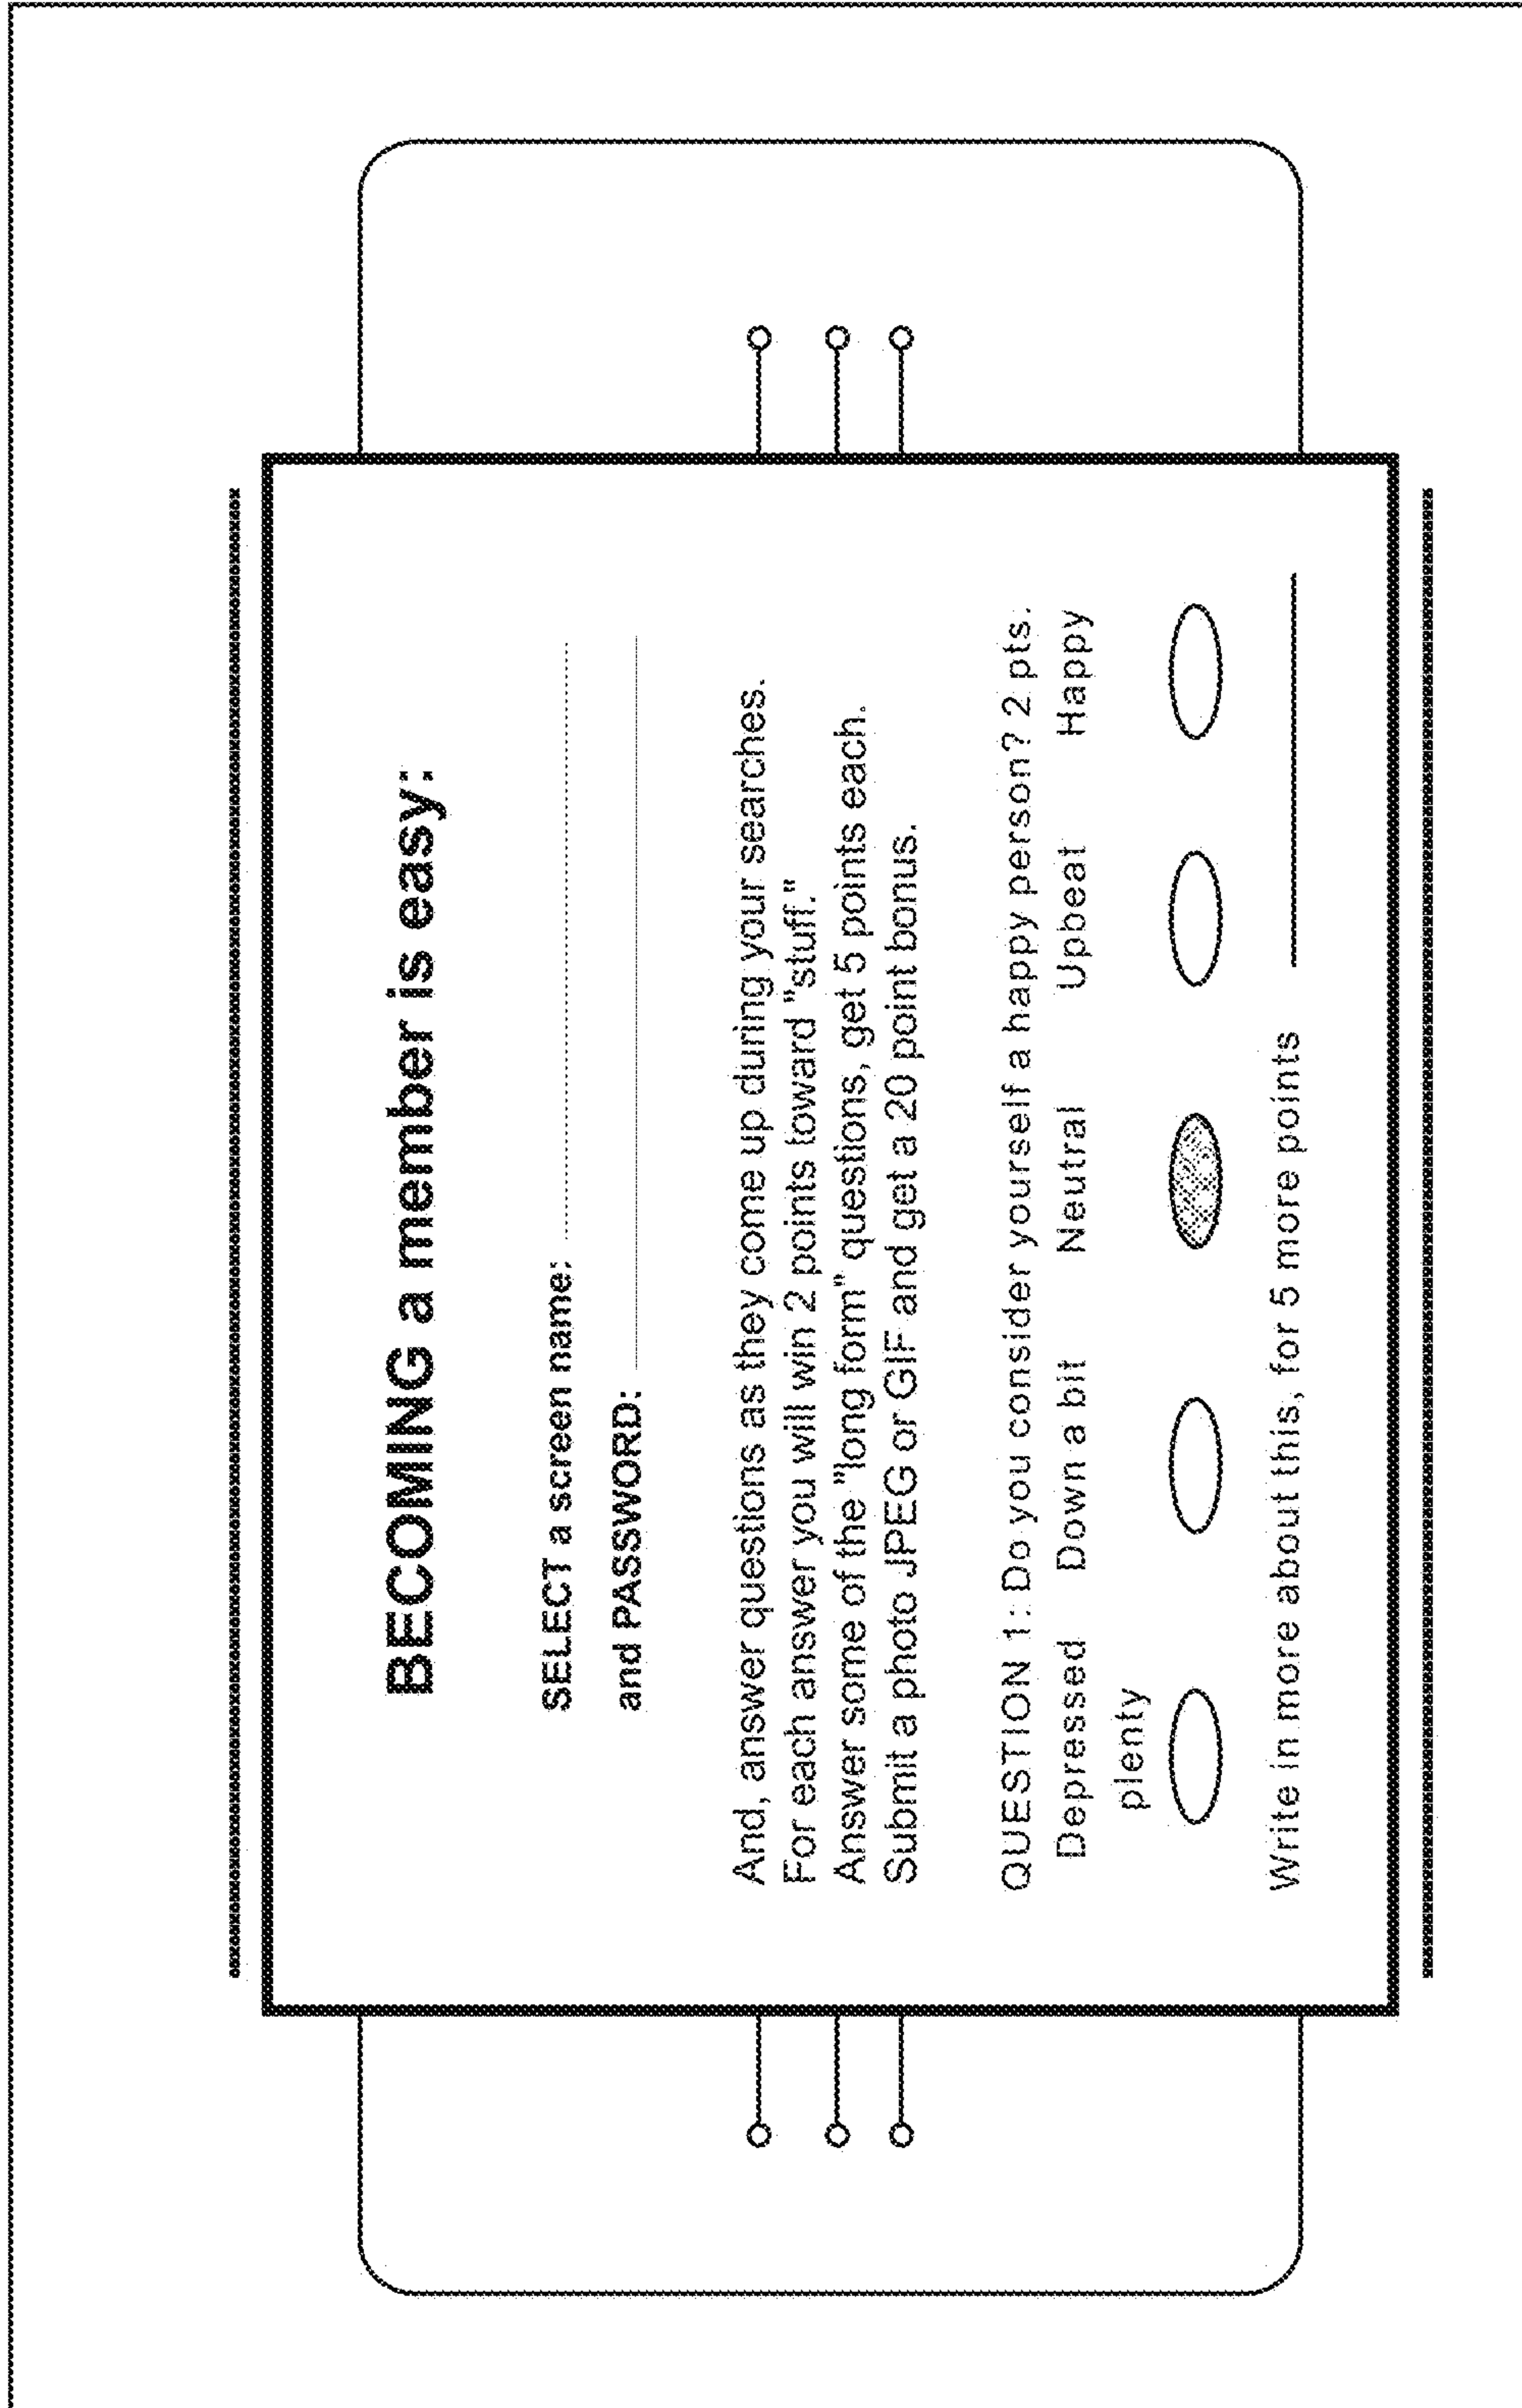 BECOMING a member is easy:
SELECT a screen name:
and PASSWORD:
And, answer questions as they come up during your searches.
For each answer you will win 2 points toward "stuff."
Answer some of the "long form" questions, get 5 points each.
Submit a photo JPEG or GIF and get a 20 point bonus.
QUESTION 1: Do you consider yourself a happy person? 2 pts.
Depressed Down a bit Neutral Upbeat Happy
plenty
Write in more about this, for 5 more points